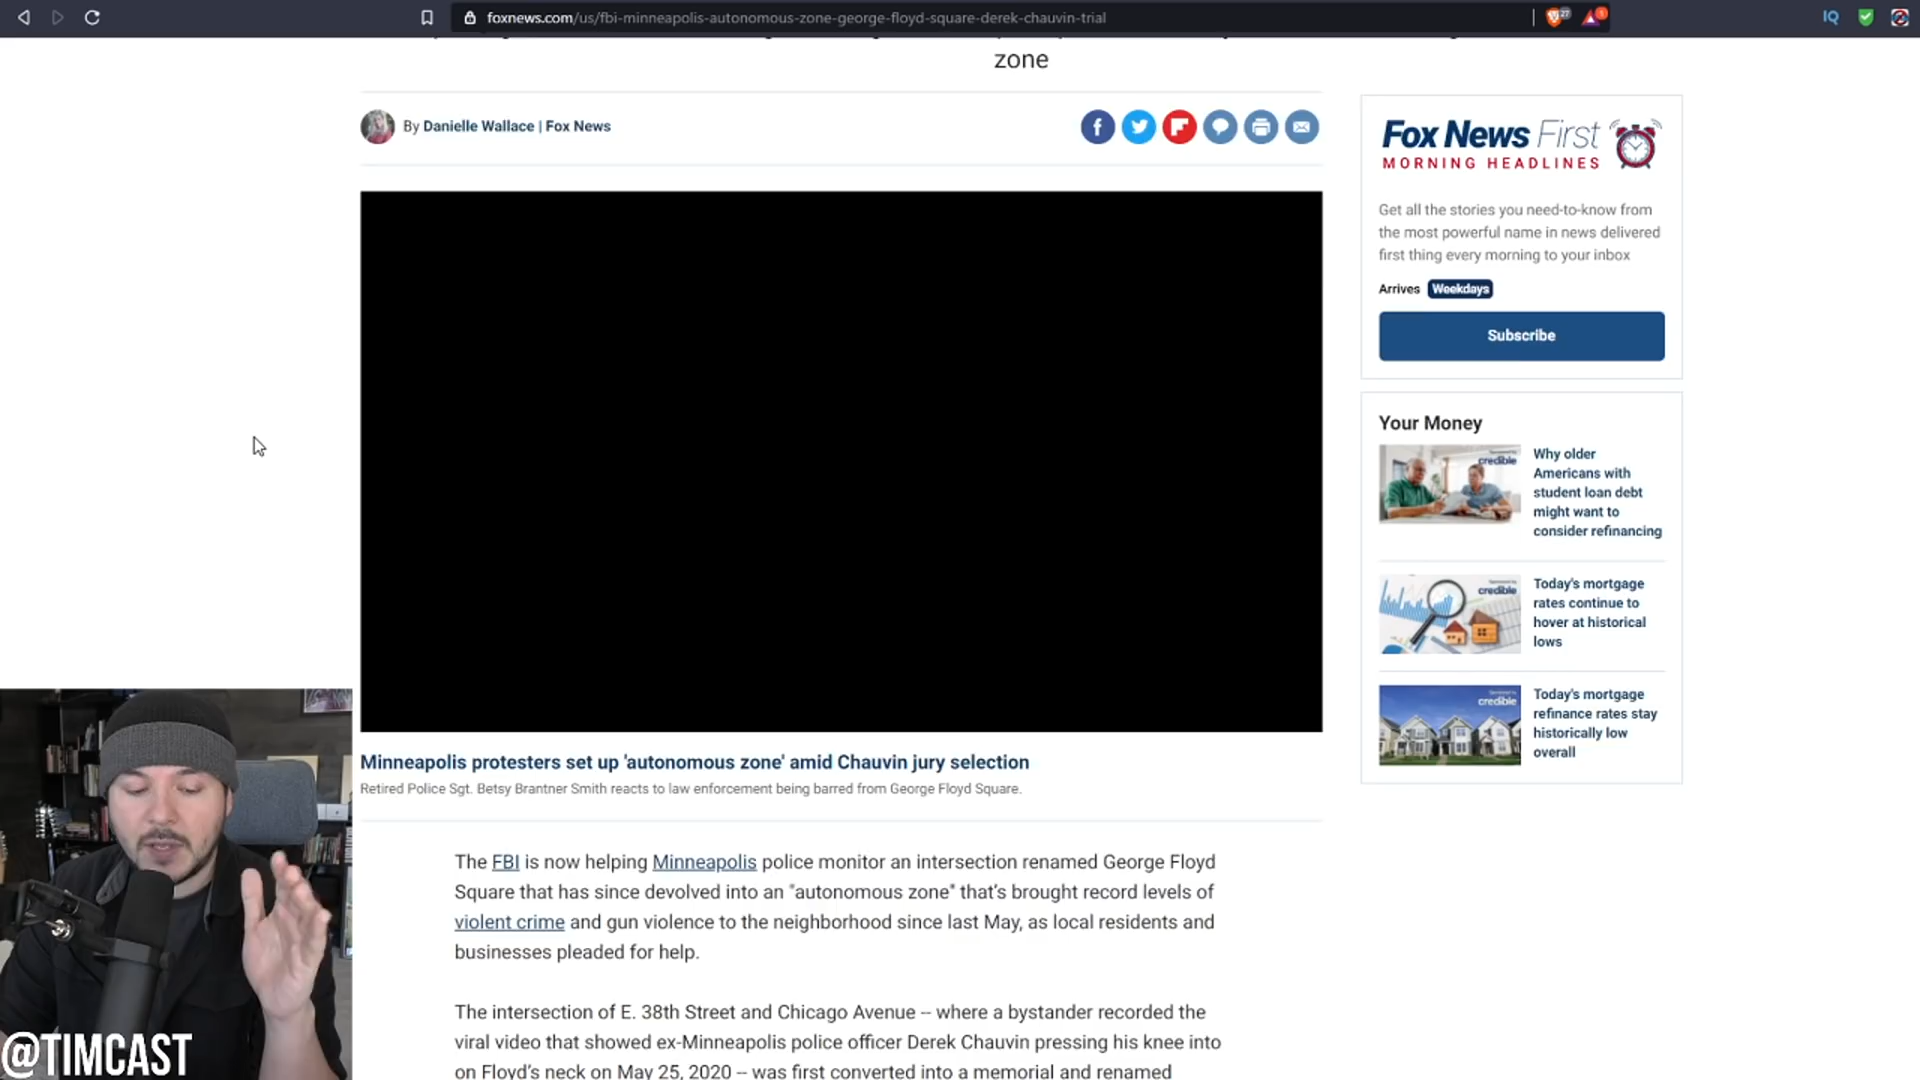 foxnews.com/us/fbi-minneapolis-autonomous-zone-george-floyd-square-derek-chauvin-trial
IQ
zone
By Danielle Wallace | Fox News
Fox News First
MORNING HEADLINES
Get all the stories you need-to-know from
the most powerful name in news delivered
first thing every morning to your inbox
Arrives Weekdays
Subscribe
Your Money
credible
Why older
Americans with
student loan debt
might want to
consider refinancing
credible
Today's mortgage
rates continue to
hover at historical
lows
credible
Today's mortgage
refinance rates stay
historically low
overall
Minneapolis protesters set up 'autonomous zone' amid Chauvin jury selection
Retired Police Sgt. Betsy Brantner Smith reacts to law enforcement being barred from George Floyd Square.
The FBI is now helping Minneapolis police monitor an intersection renamed George Floyd
Square that has since devolved into an "autonomous zone" that's brought record levels of
violent crime and gun violence to the neighborhood since last May, as local residents and
businesses pleaded for help.
The intersection of E. 38th Street and Chicago Avenue -- where a bystander recorded the
viral video that showed ex-Minneapolis police officer Derek Chauvin pressing his knee into
on Floyd's neck on May 25, 2020 -- was first converted into a memorial and renamed
@TIMCAST